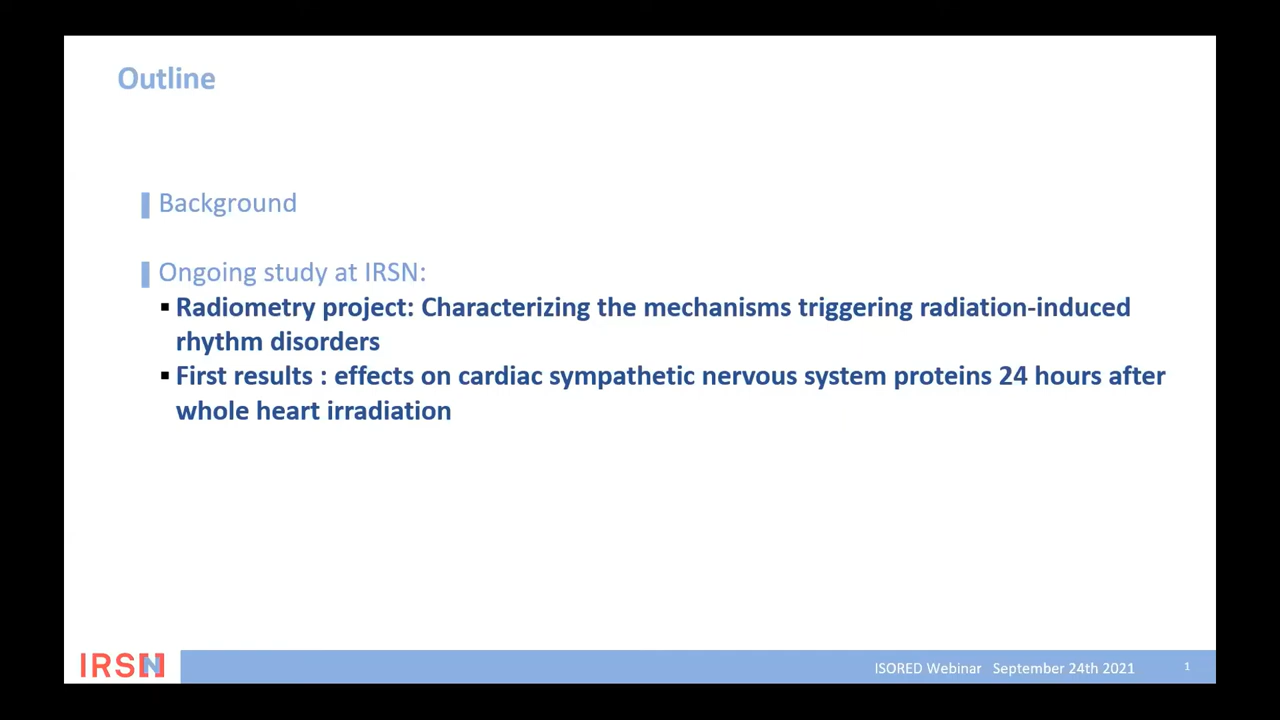 Outline
Background
Ongoing study at IRSN:
Radiometry project: Characterizing the mechanisms triggering radiation-induced
rhythm disorders
First results : effects on cardiac sympathetic nervous system proteins 24 hours after
whole heart irradiation
IRSN
ISORED Webinar September 24th 2021
1